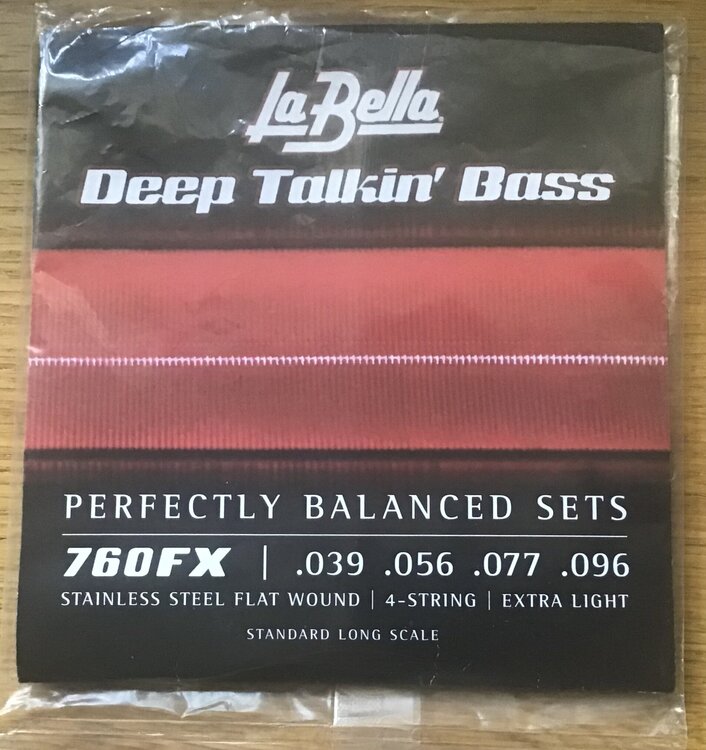 La Bella
Deep Talkin' Bass
PERFECTLY BALANCED SETS
760FX | .039 .056 .077 .096
STAINLESS STEEL FLAT WOUND | 4-STRING | EXTRA LIGHT
STANDARD LONG SCALE